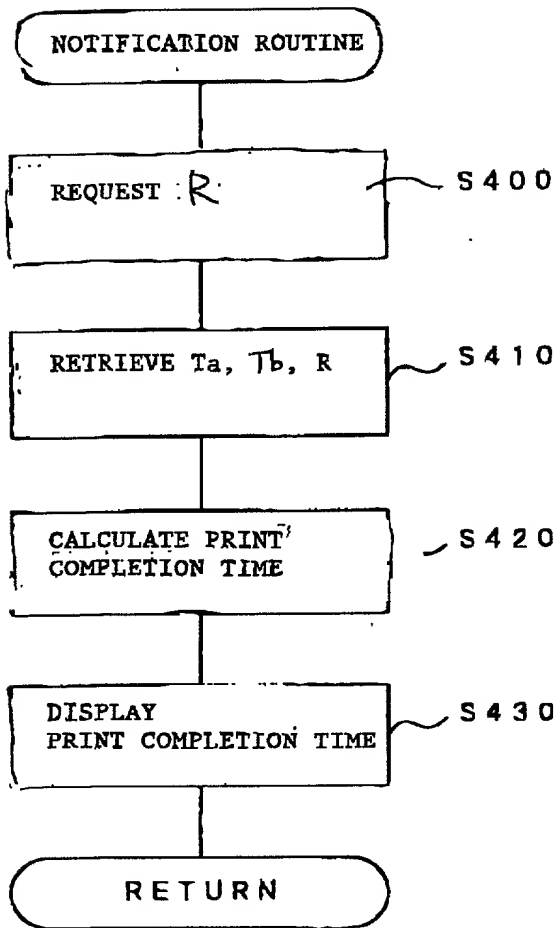 NOTIFICATION ROUTINE
REQUEST R
S400
RETRIEVE Ta, Tb, R
S410
CALCULATE PRINT
COMPLETION TIME
S420
DISPLAY
PRINT COMPLETION TIME
S430
RETURN